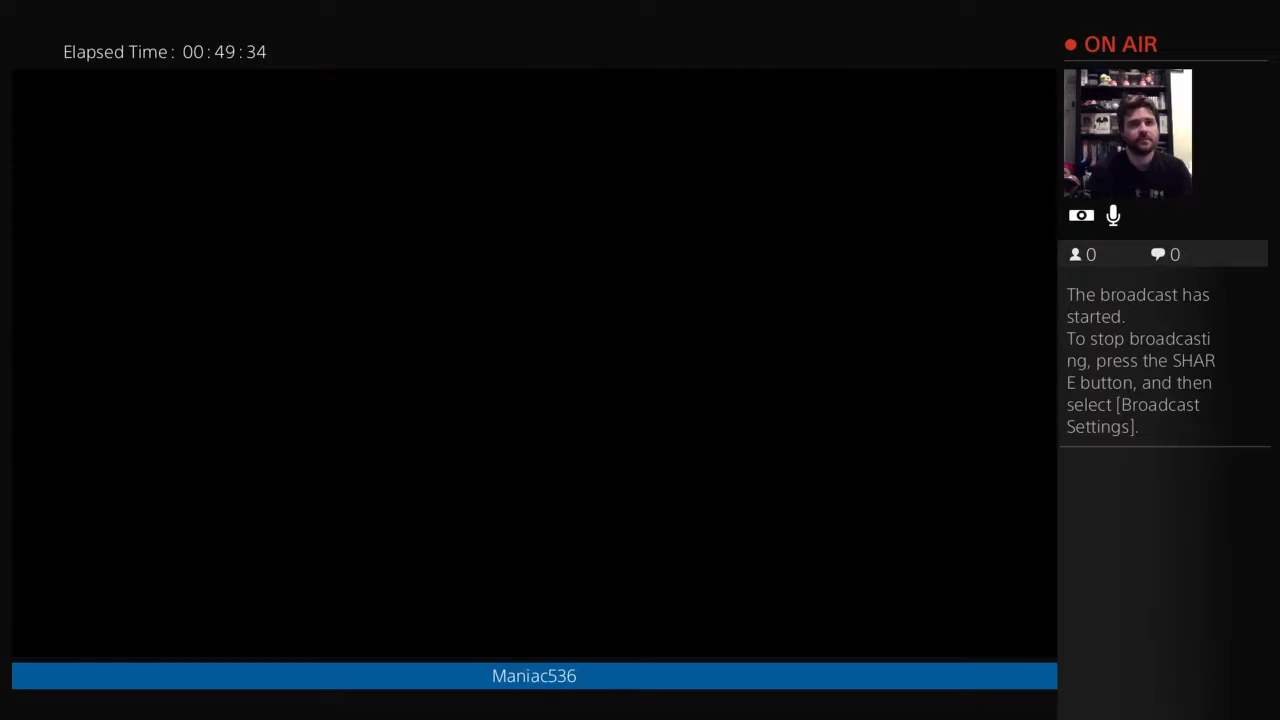 Elapsed Time: 00:49:34
ON AIR
0 0
The broadcast has
started.
To stop broadcasti
ng, press the SHAR
E button, and then
select [Broadcast
Settings].
Maniac536